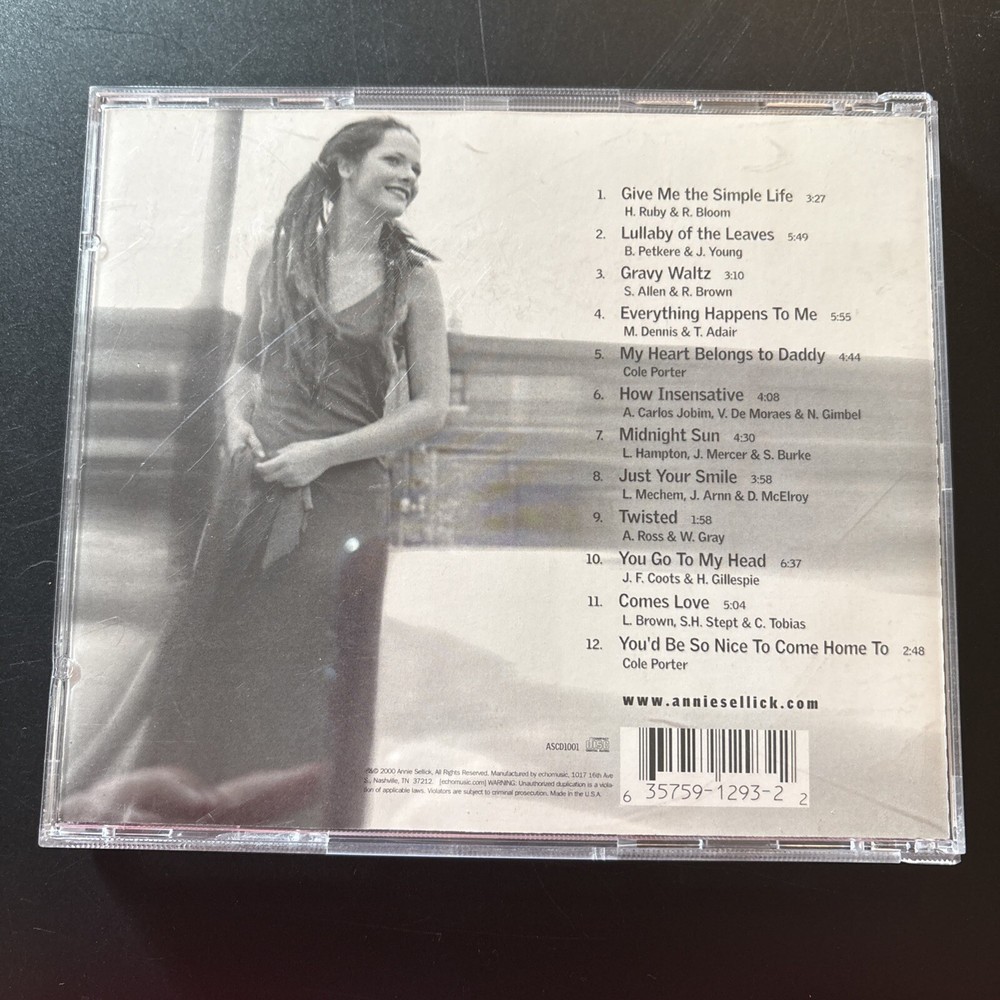 1. Give Me the Simple Life 3:27
H. Ruby & R. Bloom
2. Lullaby of the Leaves 5:49
B. Petkere & J. Young
3. Gravy Waltz 3:10
S. Allen & R. Brown
4. Everything Happens To Me 5:55
M. Dennis & T. Adair
5. My Heart Belongs to Daddy 4:44
Cole Porter
6. How Insensative 4:08
A. Carlos Jobim, V. De Moraes & N. Gimbel
7. Midnight Sun 4:30
L. Hampton, J. Mercer & S. Burke
8. Just Your Smile 3:58
L. Mechem, J. Arnn & D. McElroy
9. Twisted 1:58
A. Ross & W. Gray
10. You Go To My Head 6:37
J. F. Coots & H. Gillespie
11. Comes Love 5:04
L. Brown, S.H. Stept & C. Tobias
12. You'd Be So Nice To Come Home To 2:48
Cole Porter
www.anniesellick.com
ASCD1001
2000 Annie Sellick, All Rights Reserved. Manufactured by echomusic, 1017 16th Ave
S., Nashville, TN 37212. [echomusic.com] WARNING: Unauthorized duplication is a viola-
tion of applicable laws. Violators are subject to criminal prosecution. Made in the U.S.A.
6 35759-1293-2 2